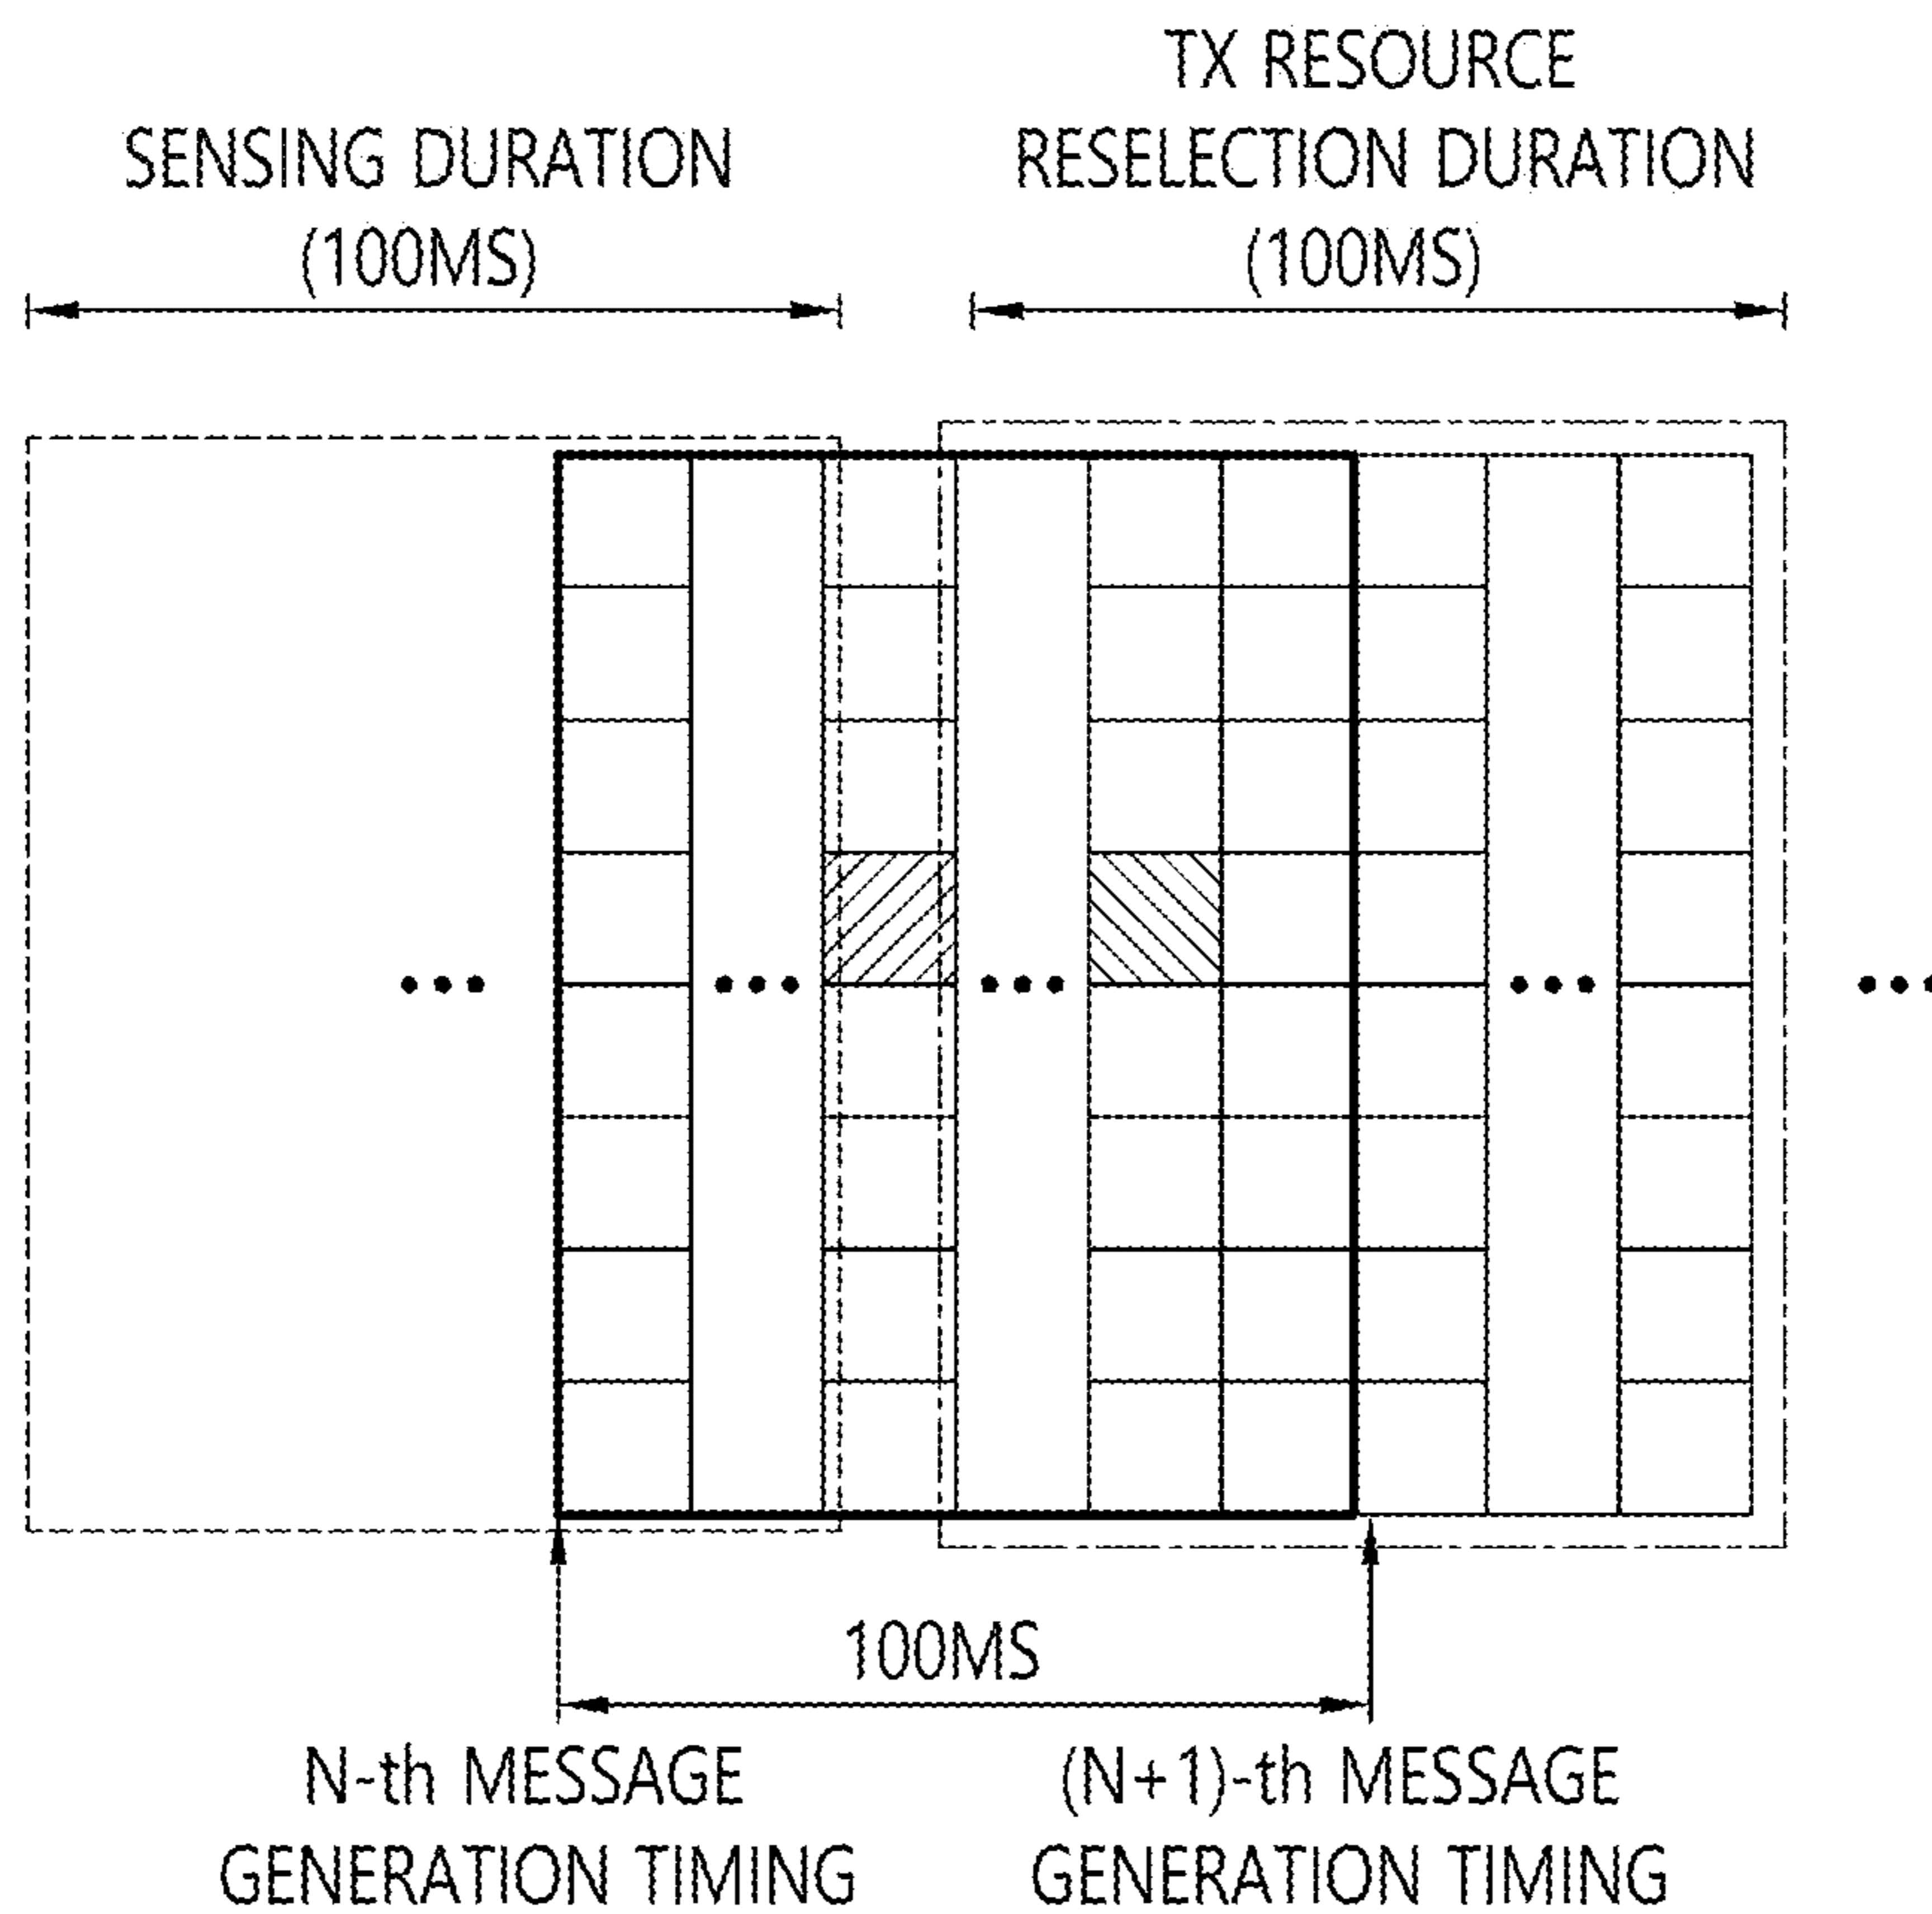 SENSING DURATION
(100MS)
TX RESOURCE
RESELECTION DURATION
(100MS)
100MS
N-th MESSAGE
GENERATION TIMING
(N+1)-th MESSAGE
GENERATION TIMING